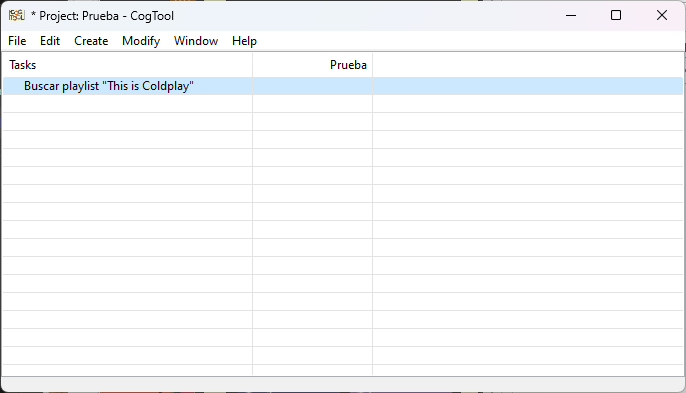 * Project: Prueba - CogTool
File Edit Create Modify Window Help
Tasks Prueba
Buscar playlist "This is Coldplay"